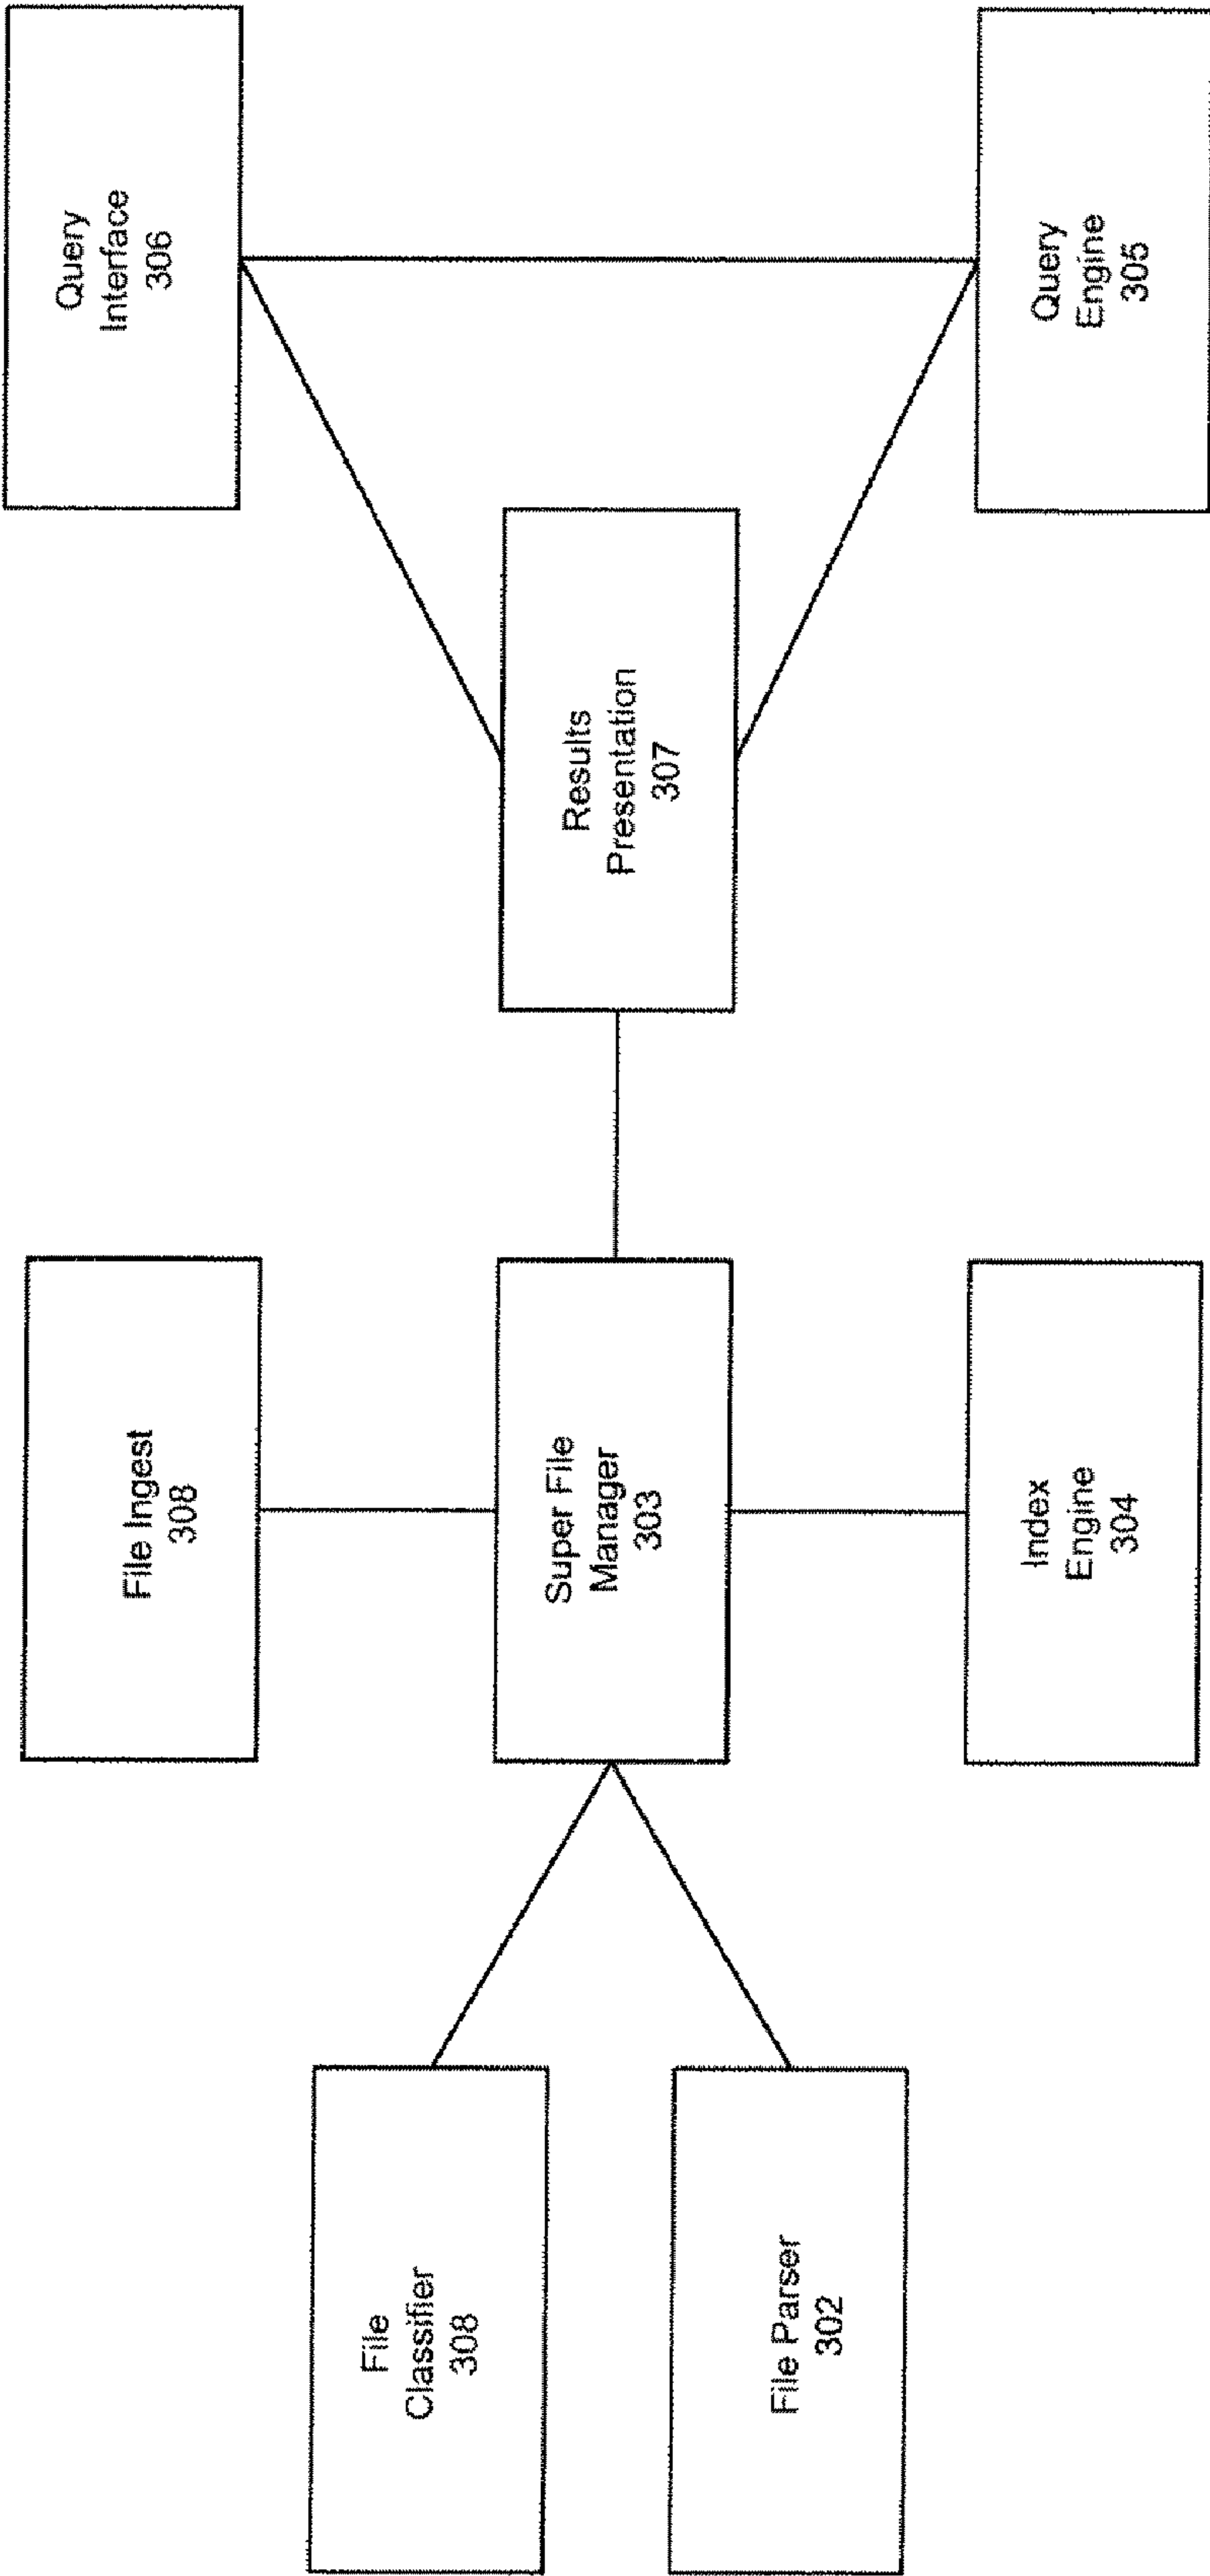 File Ingest
308
Query
Interface
306
File
Classifier
308
Super File
Manager
303
Results
Presentation
307
File Parser
302
Index
Engine
304
Query
Engine
305